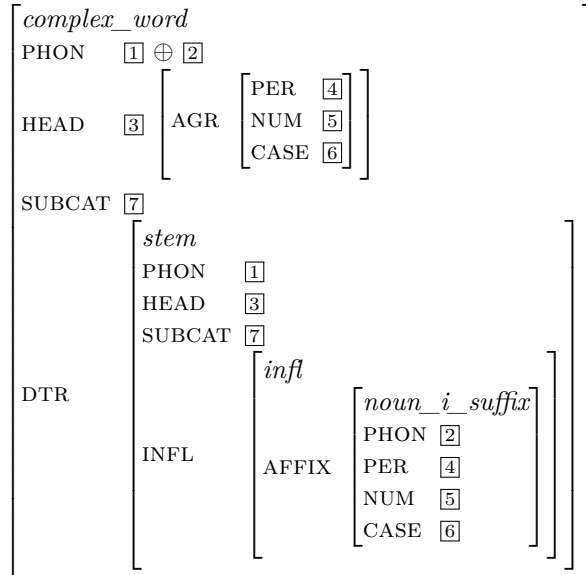 complex_word
PHON 1 ⊕ 2
HEAD 3 AGR PER 4
NUM 5
CASE 6
SUBCAT 7
DTR stem
PHON 1
HEAD 3
SUBCAT 7
INFL infl
AFFIX noun_i_suffix
PHON 2
PER 4
NUM 5
CASE 6